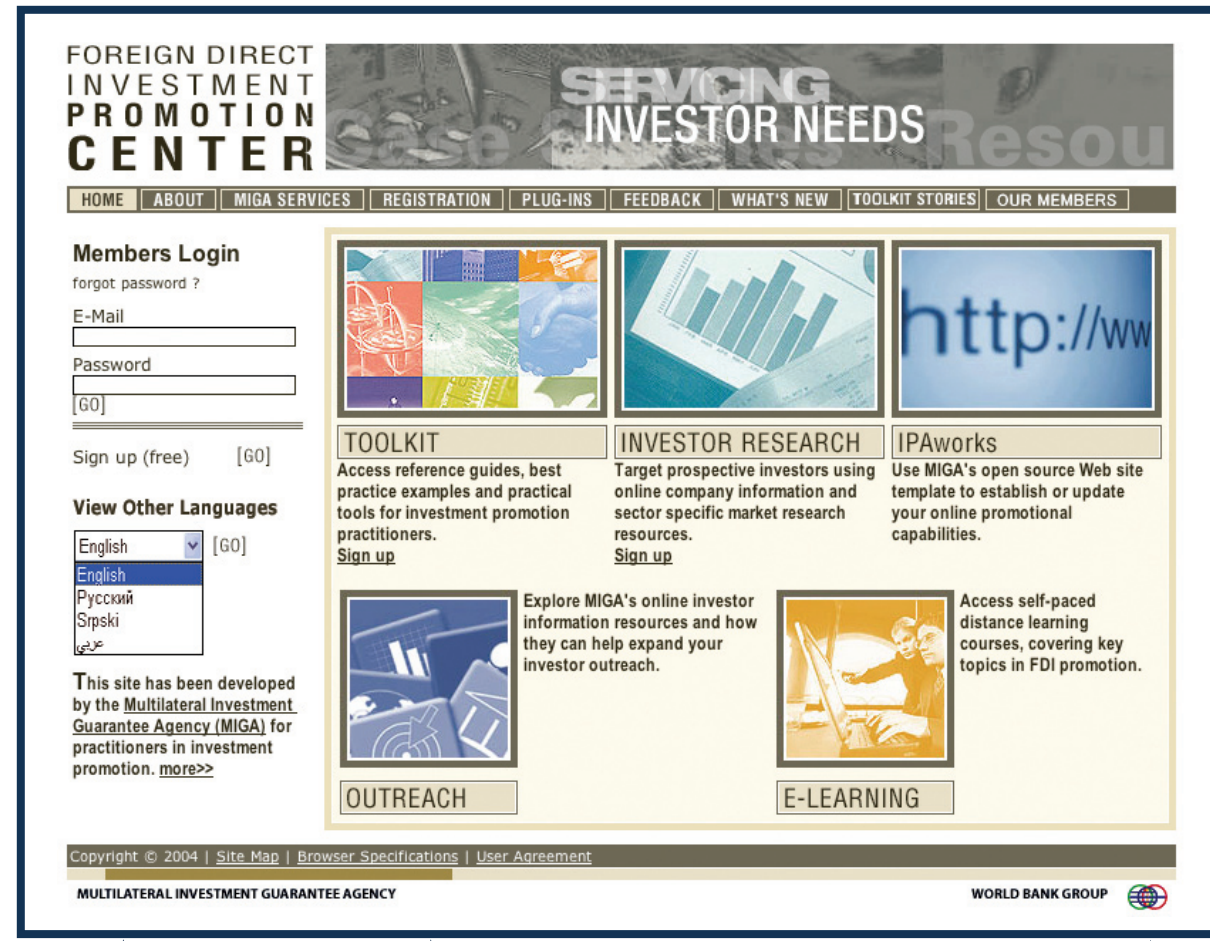 FOREIGN DIRECT
INVESTMENT
PROMOTION
CENTER
SERVICING
INVESTOR NEEDS
Case
Resou
HOME
ABOUT
MIGA SERVICES
REGISTRATION
PLUG-INS
FEEDBACK
WHAT'S NEW
TOOLKIT STORIES
OUR MEMBERS
Members Login
forgot password ?
E-Mail
Password
[GO]
Sign up (free) [GO]
View Other Languages
English [GO]
English
Русский
Srpski
عربي
This site has been developed
by the Multilateral Investment
Guarantee Agency (MIGA) for
practitioners in investment
promotion. more>>
TOOLKIT
Access reference guides, best
practice examples and practical
tools for investment promotion
practitioners.
Sign up
INVESTOR RESEARCH
Target prospective investors using
online company information and
sector specific market research
resources.
Sign up
http://ww
IPAworks
Use MIGA's open source Web site
template to establish or update
your online promotional
capabilities.
Explore MIGA's online investor
information resources and how
they can help expand your
investor outreach.
OUTREACH
Access self-paced
distance learning
courses, covering key
topics in FDI promotion.
E-LEARNING
Copyright © 2004 | Site Map | Browser Specifications | User Agreement
MULTILATERAL INVESTMENT GUARANTEE AGENCY
WORLD BANK GROUP